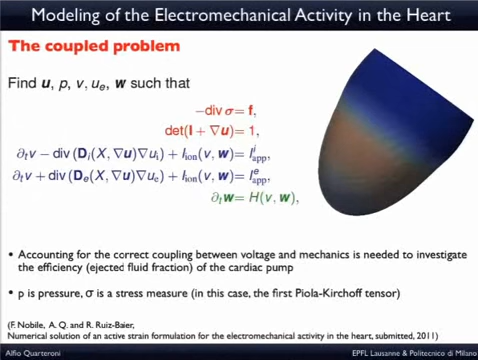 Modeling of the Electromechanical Activity in the Heart
The coupled problem
Find u, p, v, uₑ, w such that
−div σ = f,
det(I + ∇u) = 1,
∂ₜv − div (Dᵢ(X, ∇u)∇uᵢ) + Iᵢₒₙ(v, w) = Iⁱₐₚₚ,
∂ₜv + div (Dₑ(X, ∇u)∇uₑ) + Iᵢₒₙ(v, w) = Iᵉₐₚₚ,
∂ₜw = H(v, w),
• Accounting for the correct coupling between voltage and mechanics is needed to investigate
the efficiency (ejected fluid fraction) of the cardiac pump
• p is pressure, σ is a stress measure (in this case, the first Piola-Kirchoff tensor)
(F. Nobile, A. Q. and R. Ruiz-Baier,
Numerical solution of an active strain formulation for the electromechanical activity in the heart, submitted, 2011)
Alfio Quarteroni EPFL Lausanne & Politecnico di Milano